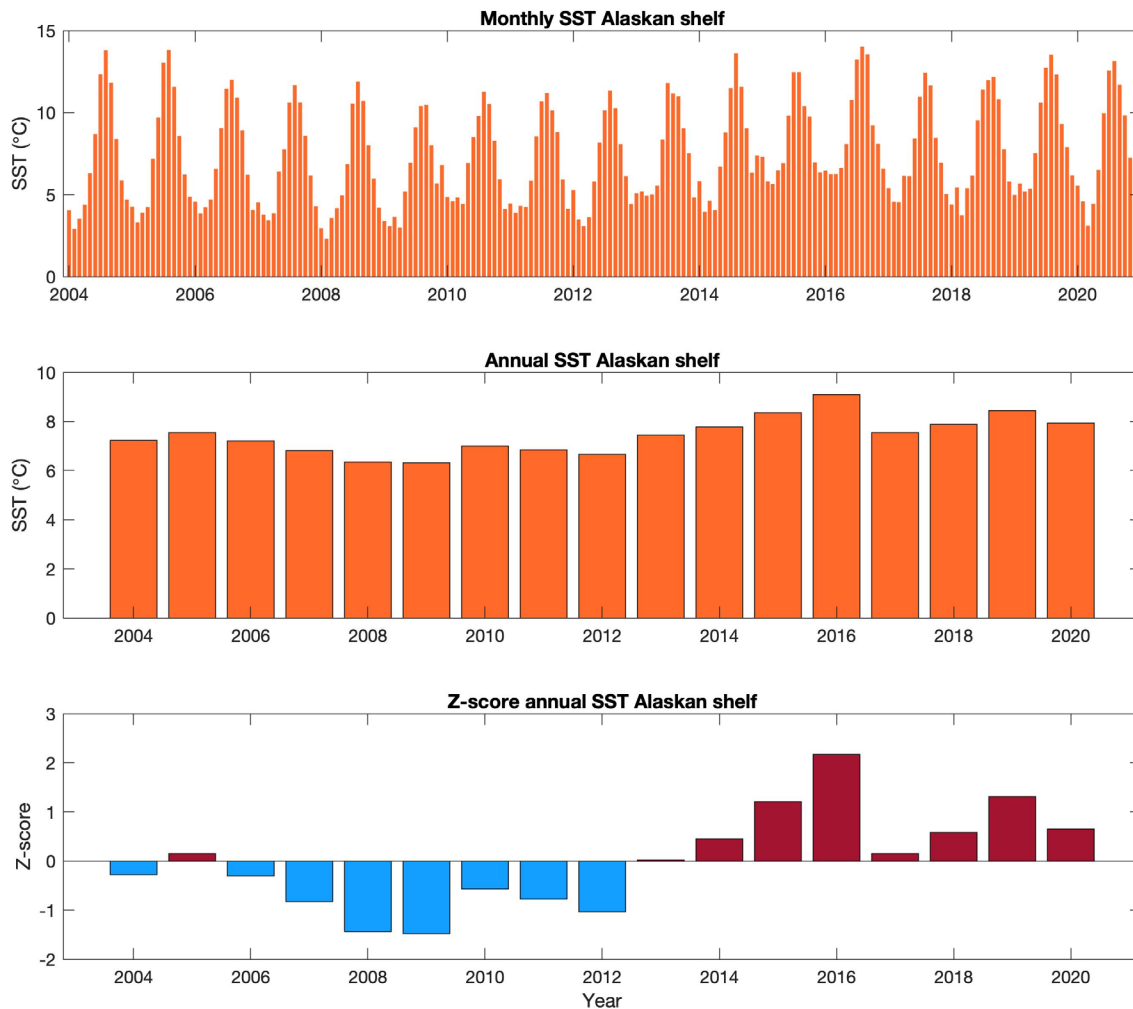 Monthly SST Alaskan shelf
15
10
5
0
SST (°C)
2004 2006 2008 2010 2012 2014 2016 2018 2020
Annual SST Alaskan shelf
10
8
6
4
2
0
SST (°C)
2004 2006 2008 2010 2012 2014 2016 2018 2020
Z-score annual SST Alaskan shelf
3
2
1
0
-1
-2
Z-score
2004 2006 2008 2010 2012 2014 2016 2018 2020
Year